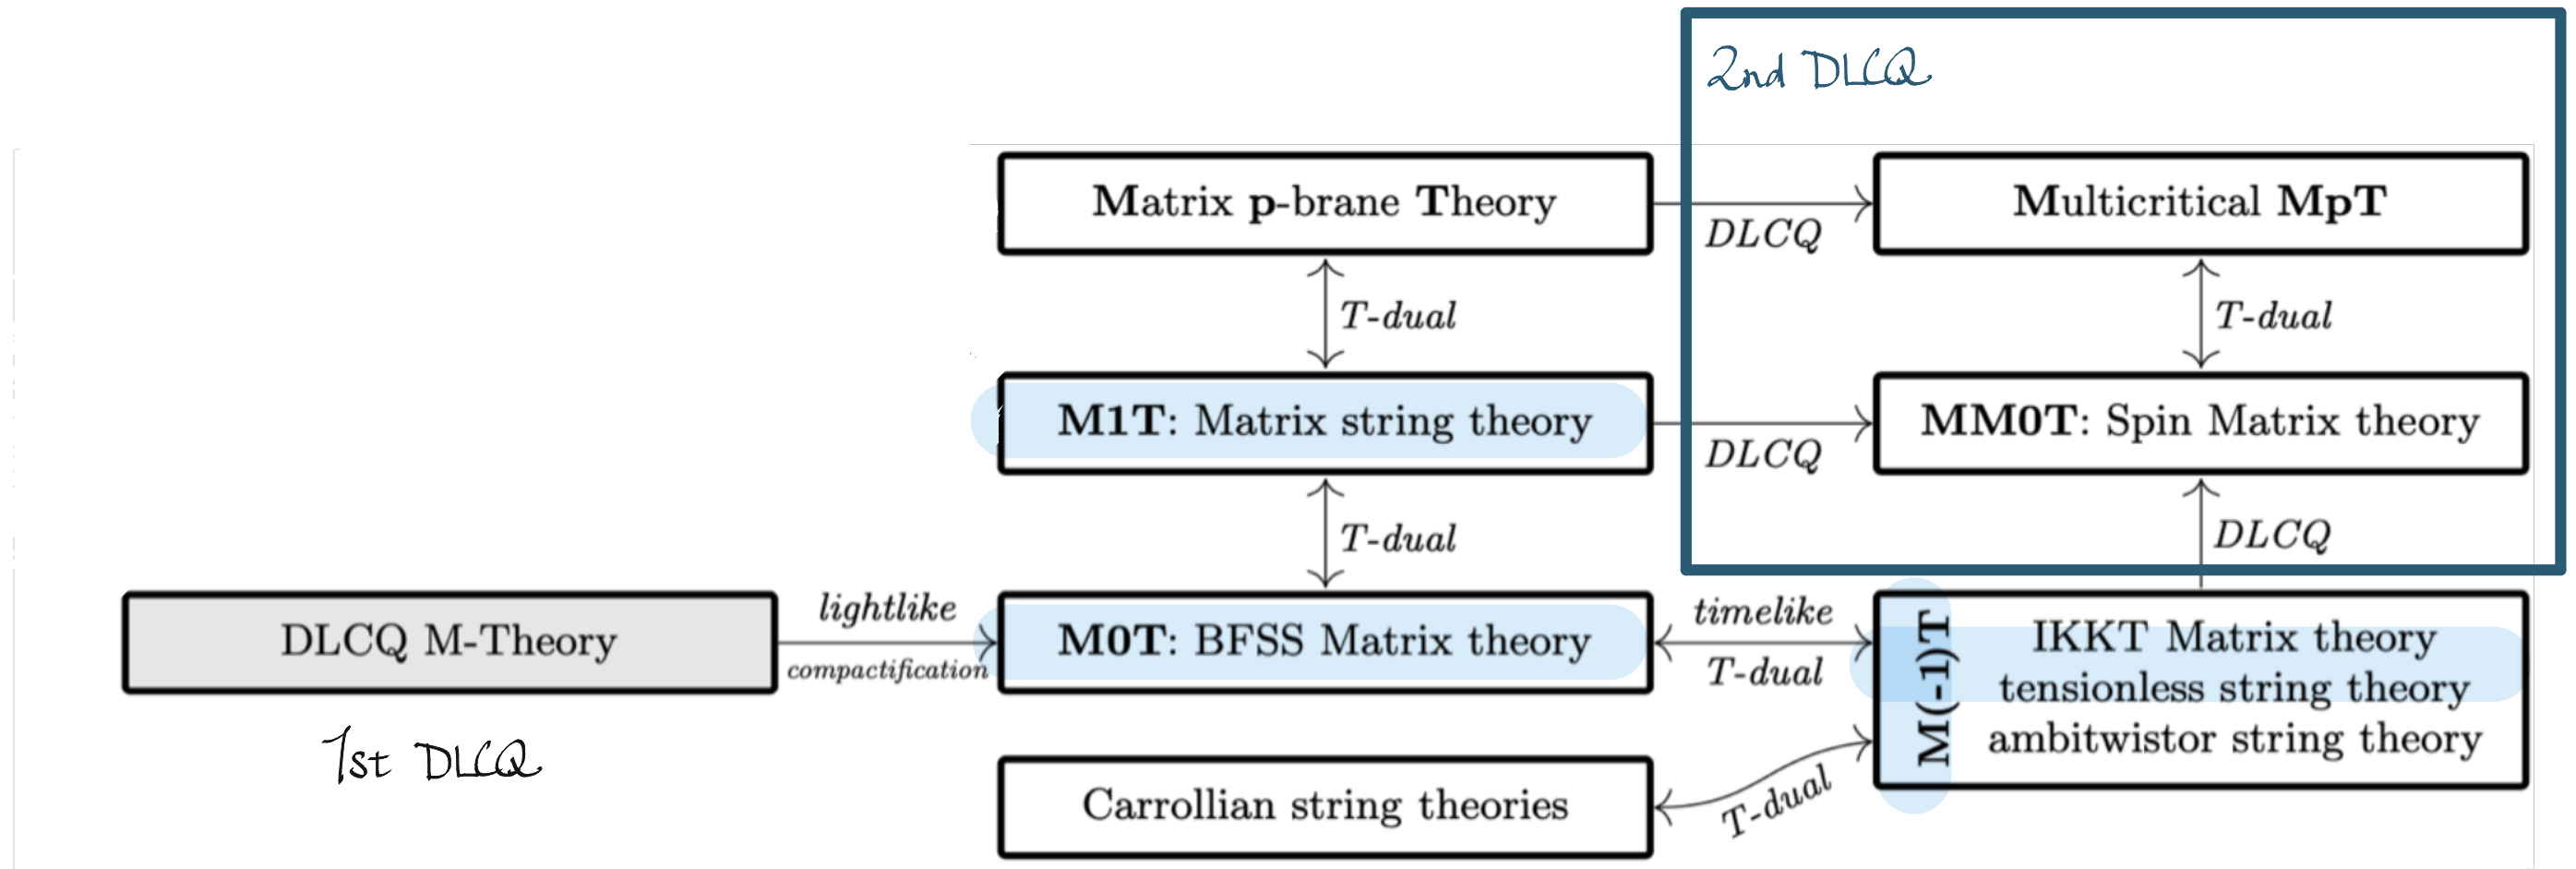 2nd DLCQ
Matrix p-brane Theory
DLCQ
Multicritical MpT
T-dual
T-dual
M1T: Matrix string theory
DLCQ
MM0T: Spin Matrix theory
T-dual
DLCQ
DLCQ M-Theory
lightlike
compactification
M0T: BFSS Matrix theory
timelike
T-dual
M(-1)T
IKKT Matrix theory
tensionless string theory
ambitwistor string theory
1st DLCQ
Carrollian string theories
T-dual